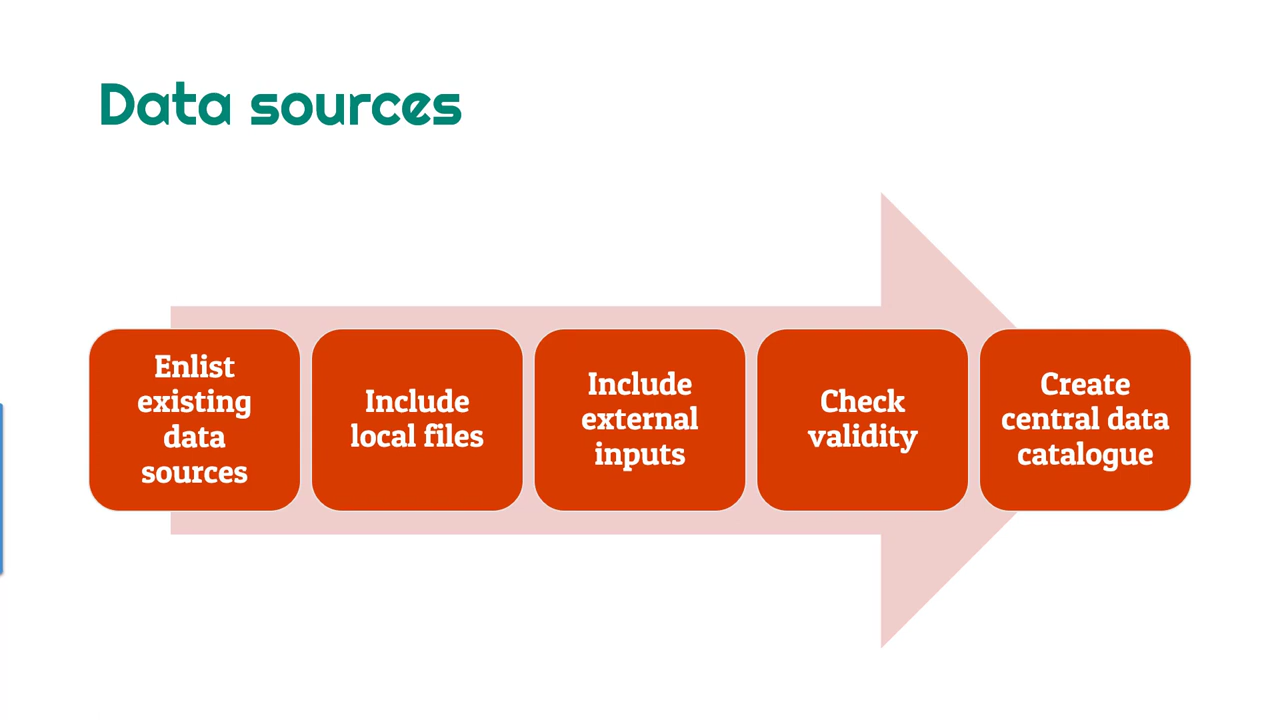 Data sources
Enlist
existing
data
sources
Include
local files
Include
external
inputs
Check
validity
Create
central data
catalogue